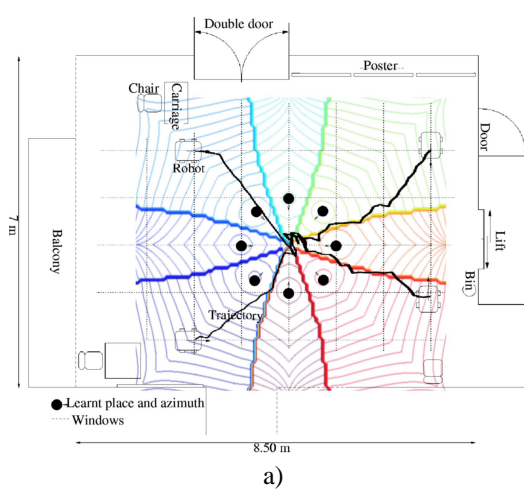 Double door
Poster
Chair
Carriage
Door
Robot
7 m
Balcony
Lift
Bin
Trajectory
Learnt place and azimuth
Windows
8.50 m
a)